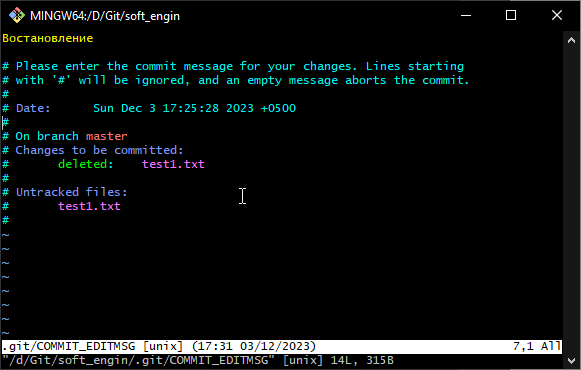 MINGW64:/D/Git/soft_engin
Востановление
# Please enter the commit message for your changes. Lines starting
# with '#' will be ignored, and an empty message aborts the commit.
#
# Date:      Sun Dec 3 17:25:28 2023 +0500
#
# On branch master
# Changes to be committed:
#       deleted:    test1.txt
#
# Untracked files:
#       test1.txt
#
~
~
~
~
~
~
~
~
.git/COMMIT_EDITMSG [unix] (17:31 03/12/2023) 7,1 All
"/d/Git/soft_engin/.git/COMMIT_EDITMSG" [unix] 14L, 315B